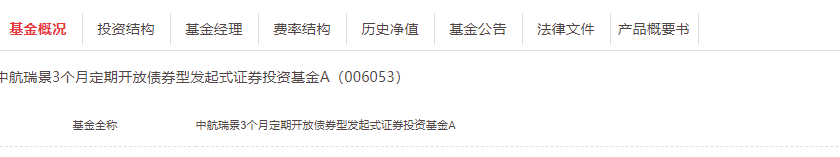 基金概况 投资结构 基金经理 费率结构 历史净值 基金公告 法律文件 产品概要书
中航瑞景3个月定期开放债券型发起式证券投资基金A（006053）
基金全称 中航瑞景3个月定期开放债券型发起式证券投资基金A